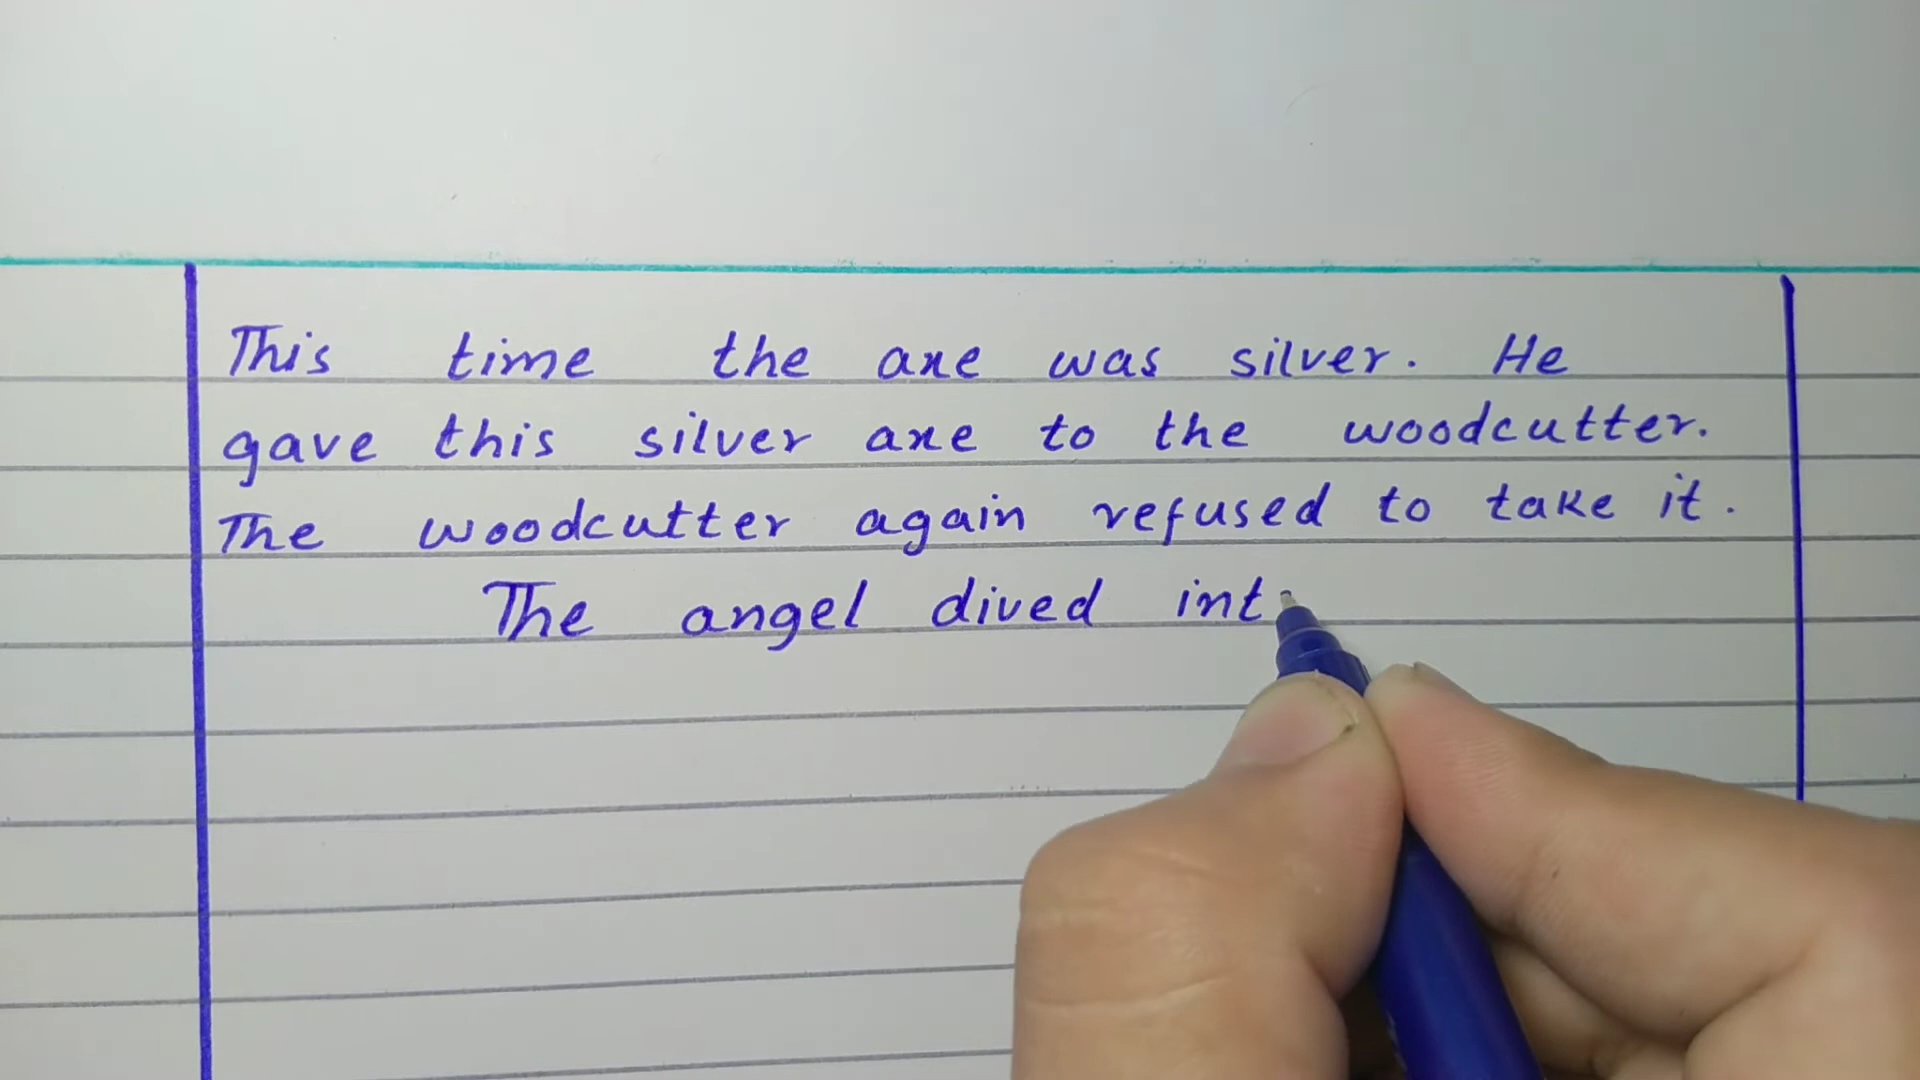 This time the axe was silver. He
gave this silver axe to the woodcutter.
The woodcutter again refused to take it.
The angel dived int